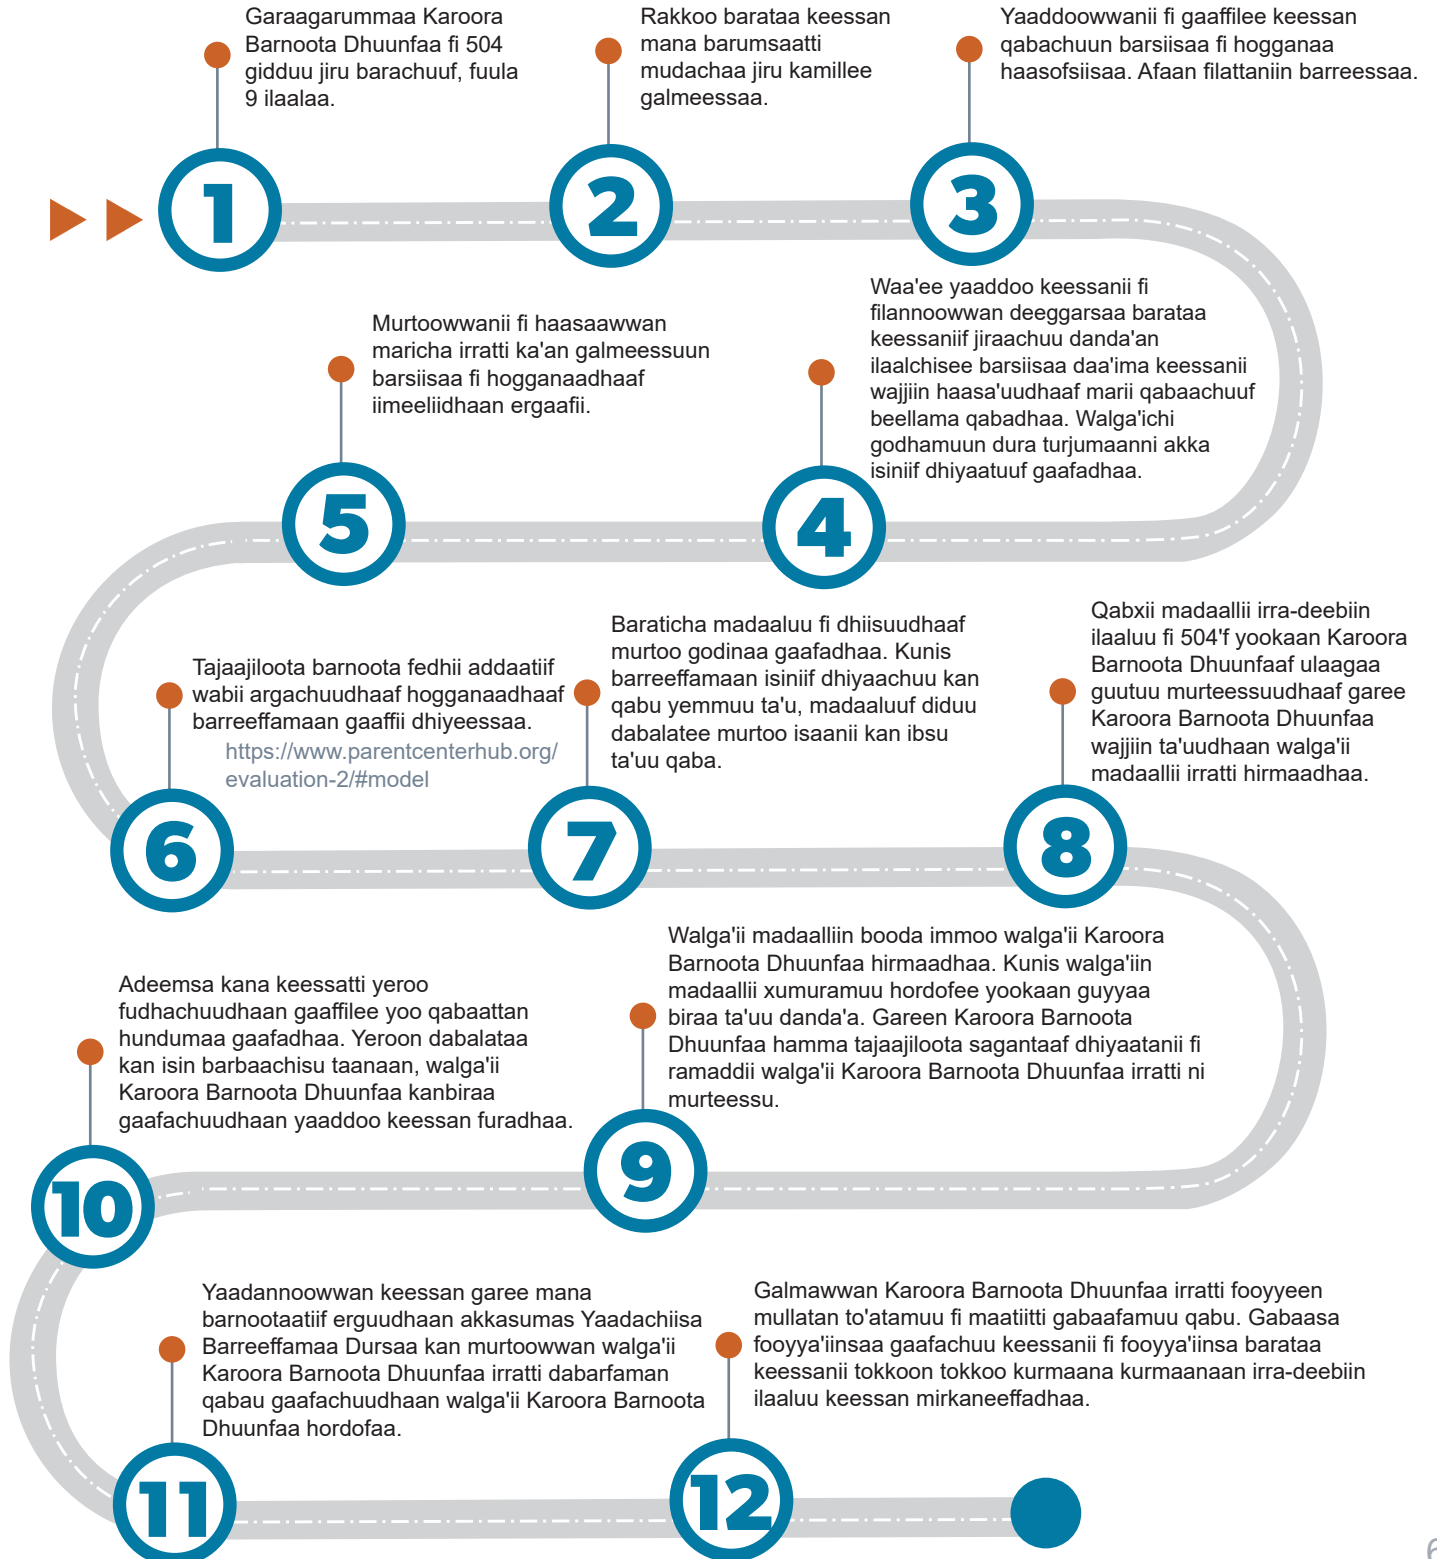 Garaagarummaa Karoora
Barnoota Dhuunfaa fi 504
gidduu jiru barachuuf, fuula
9 ilaalaa.
1
Rakkoo barataa keessan
mana barumsaatti
mudachaa jiru kamillee
galmeessaa.
2
Yaaddoowwanii fi gaaffilee keessan
qabachuun barsiisaa fi hogganaa
haasofsiisaa. Afaan filattaniin barreessaa.
3
Waa'ee yaaddoo keessanii fi
filannoowwan deeggarsaa barataa
keessaniif jiraachuu danda'an
ilaalchisee barsiisaa daa'ima keessanii
wajjiin haasa'uudhaaf marii qabaachuuf
beellama qabadhaa. Walga'ichi
godhamuun dura turjumaanni akka
isiniif dhiyaatuuf gaafadhaa.
4
Murtoowwanii fi haasaawwan
maricha irratti ka'an galmeessuun
barsiisaa fi hogganaadhaaf
iimeeliidhaan ergaafii.
5
Tajaajiloota barnoota fedhii addaatiif
wabii argachuudhaaf hogganaadhaaf
barreeffamaan gaaffii dhiyeessaa.
https://www.parentcenterhub.org/
evaluation-2/#model
6
Baraticha madaaluu fi dhiisuudhaaf
murtoo godinaa gaafadhaa. Kunis
barreeffamaan isiniif dhiyaachuu kan
qabu yemmuu ta'u, madaaluuf diduu
dabalatee murtoo isaanii kan ibsu
ta'uu qaba.
7
Qabxii madaallii irra-deebiin
ilaaluu fi 504'f yookaan Karoora
Barnoota Dhuunfaaf ulaagaa
guutuu murteessuudhaaf garee
Karoora Barnoota Dhuunfaa
wajjiin ta'uudhaan walga'ii
madaallii irratti hirmaadhaa.
8
Walga'ii madaalliin booda immoo walga'ii Karoora
Barnoota Dhuunfaa hirmaadhaa. Kunis walga'iin
madaallii xumuramuu hordofee yookaan guyyaa
biraa ta'uu danda'a. Gareen Karoora Barnoota
Dhuunfaa hamma tajaajiloota sagantaaf dhiyaatanii fi
ramaddii walga'ii Karoora Barnoota Dhuunfaa irratti ni
murteessu.
9
Adeemsa kana keessatti yeroo
fudhachuudhaan gaaffilee yoo qabaattan
hundumaa gaafadhaa. Yeroon dabalataa
kan isin barbaachisu taanaan, walga'ii
Karoora Barnoota Dhuunfaa kanbiraa
gaafachuudhaan yaaddoo keessan furadhaa.
10
Yaadannoowwan keessan garee mana
barnootaatiif erguudhaan akkasumas Yaadachiisa
Barreeffamaa Dursaa kan murtoowwan walga'ii
Karoora Barnoota Dhuunfaa irratti dabarfaman
qabau gaafachuudhaan walga'ii Karoora Barnoota
Dhuunfaa hordofaa.
11
Galmawwan Karoora Barnoota Dhuunfaa irratti fooyyeen
mullatan to'atamuu fi maatiitti gabaafamuu qabu. Gabaasa
fooyya'iinsaa gaafachuu keessanii fi fooyya'iinsa barataa
keessanii tokkoon tokkoo kurmaana kurmaanaan irra-deebiin
ilaaluu keessan mirkaneeffadhaa.
12